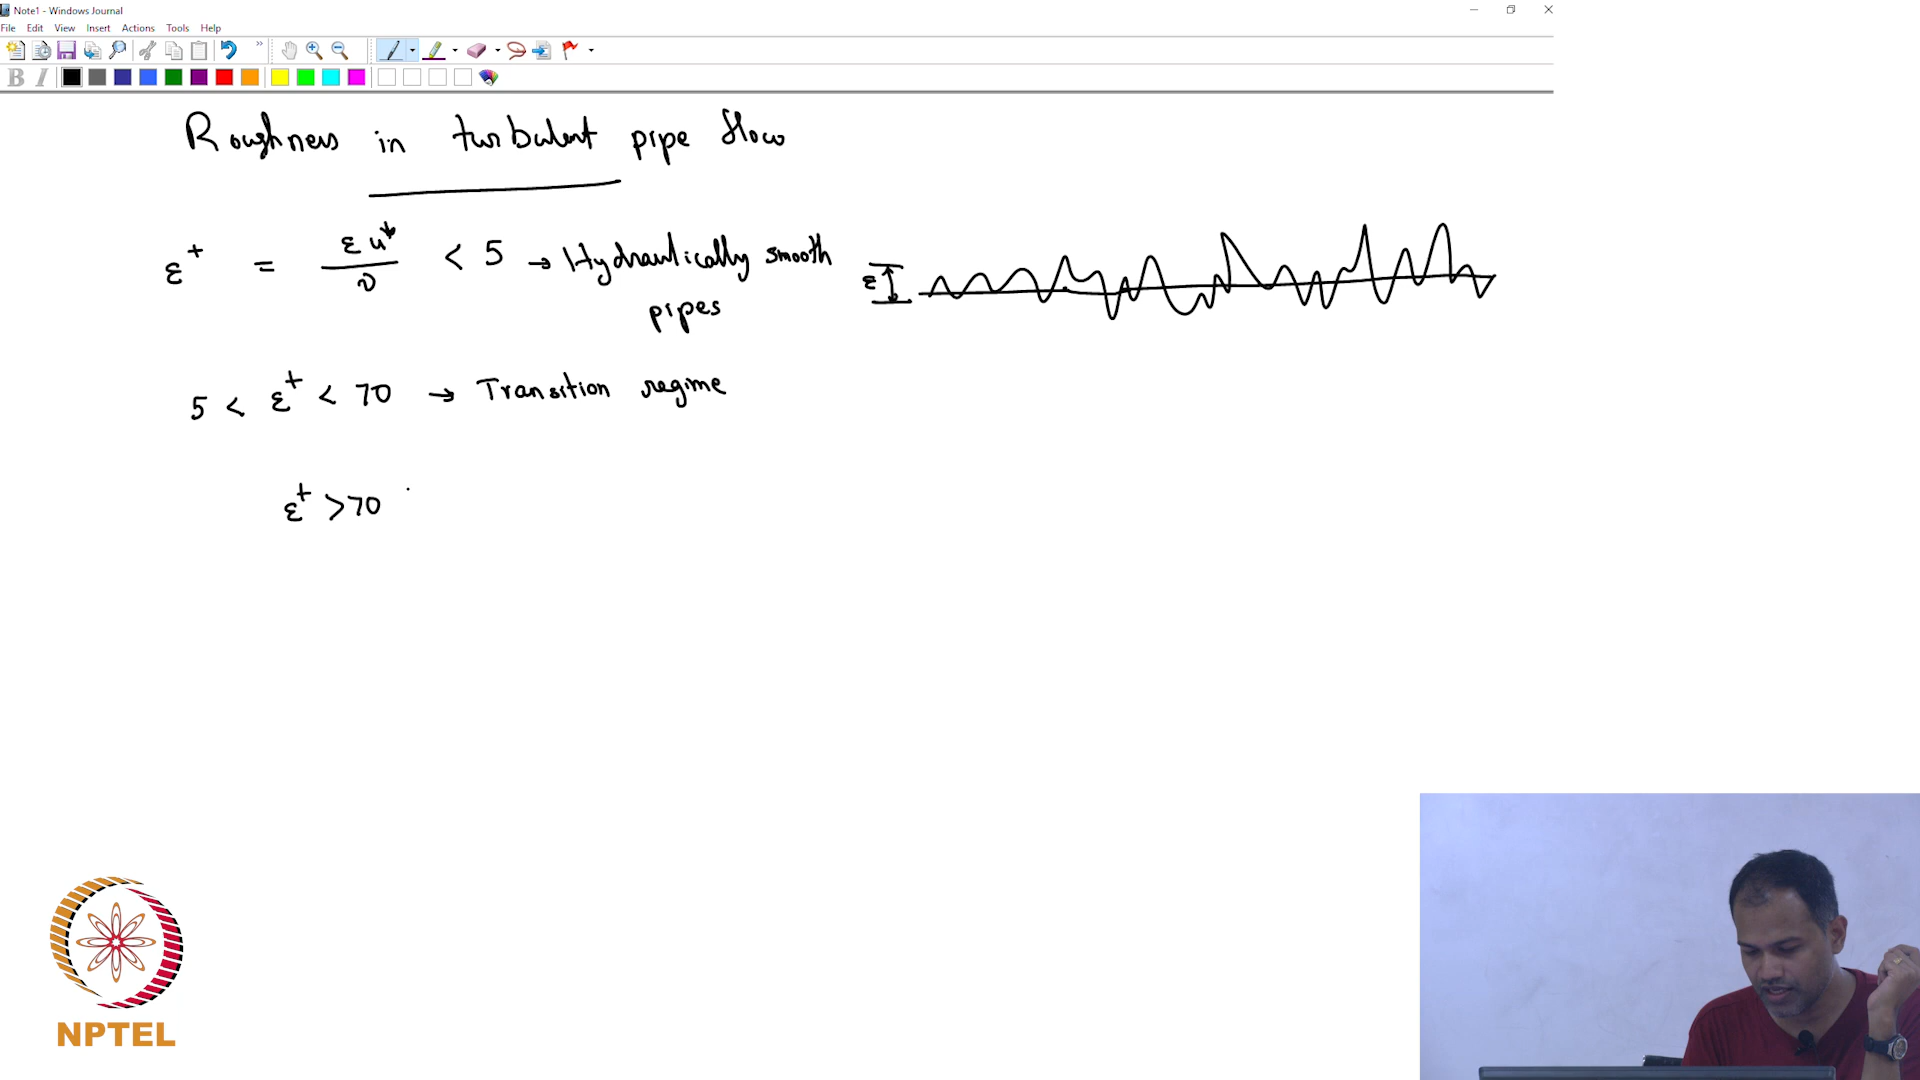 Note1 - Windows Journal
File Edit View Insert Actions Tools Help
B I
Roughness in turbulent pipe flow
ε⁺ = ε u* / ν < 5 → Hydraulically smooth pipes
ε
5 < ε⁺ < 70 → Transition regime
ε⁺ > 70
NPTEL